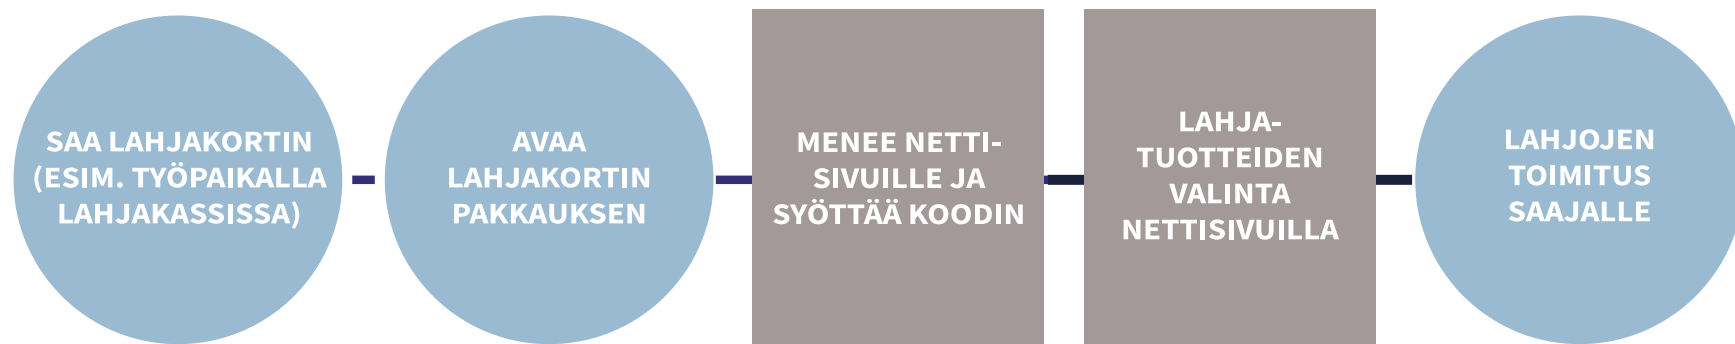 SAA LAHJAKORTIN
(ESIM. TYÖPAIKALLA
LAHJAKASSISSA)
AVAA
LAHJAKORTIN
PAKKAUKSEN
MENEE NETTI-
SIVUILLE JA
SYÖTTÄÄ KOODIN
LAHJA-
TUOTTEIDEN
VALINTA
NETTISIVUILLA
LAHJOJEN
TOIMITUS
SAAJALLE